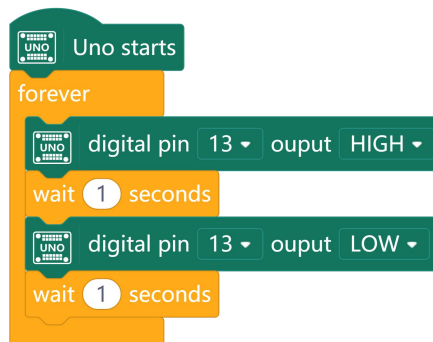 UNO Uno starts
forever
UNO digital pin 13 ouput HIGH
wait 1 seconds
UNO digital pin 13 ouput LOW
wait 1 seconds